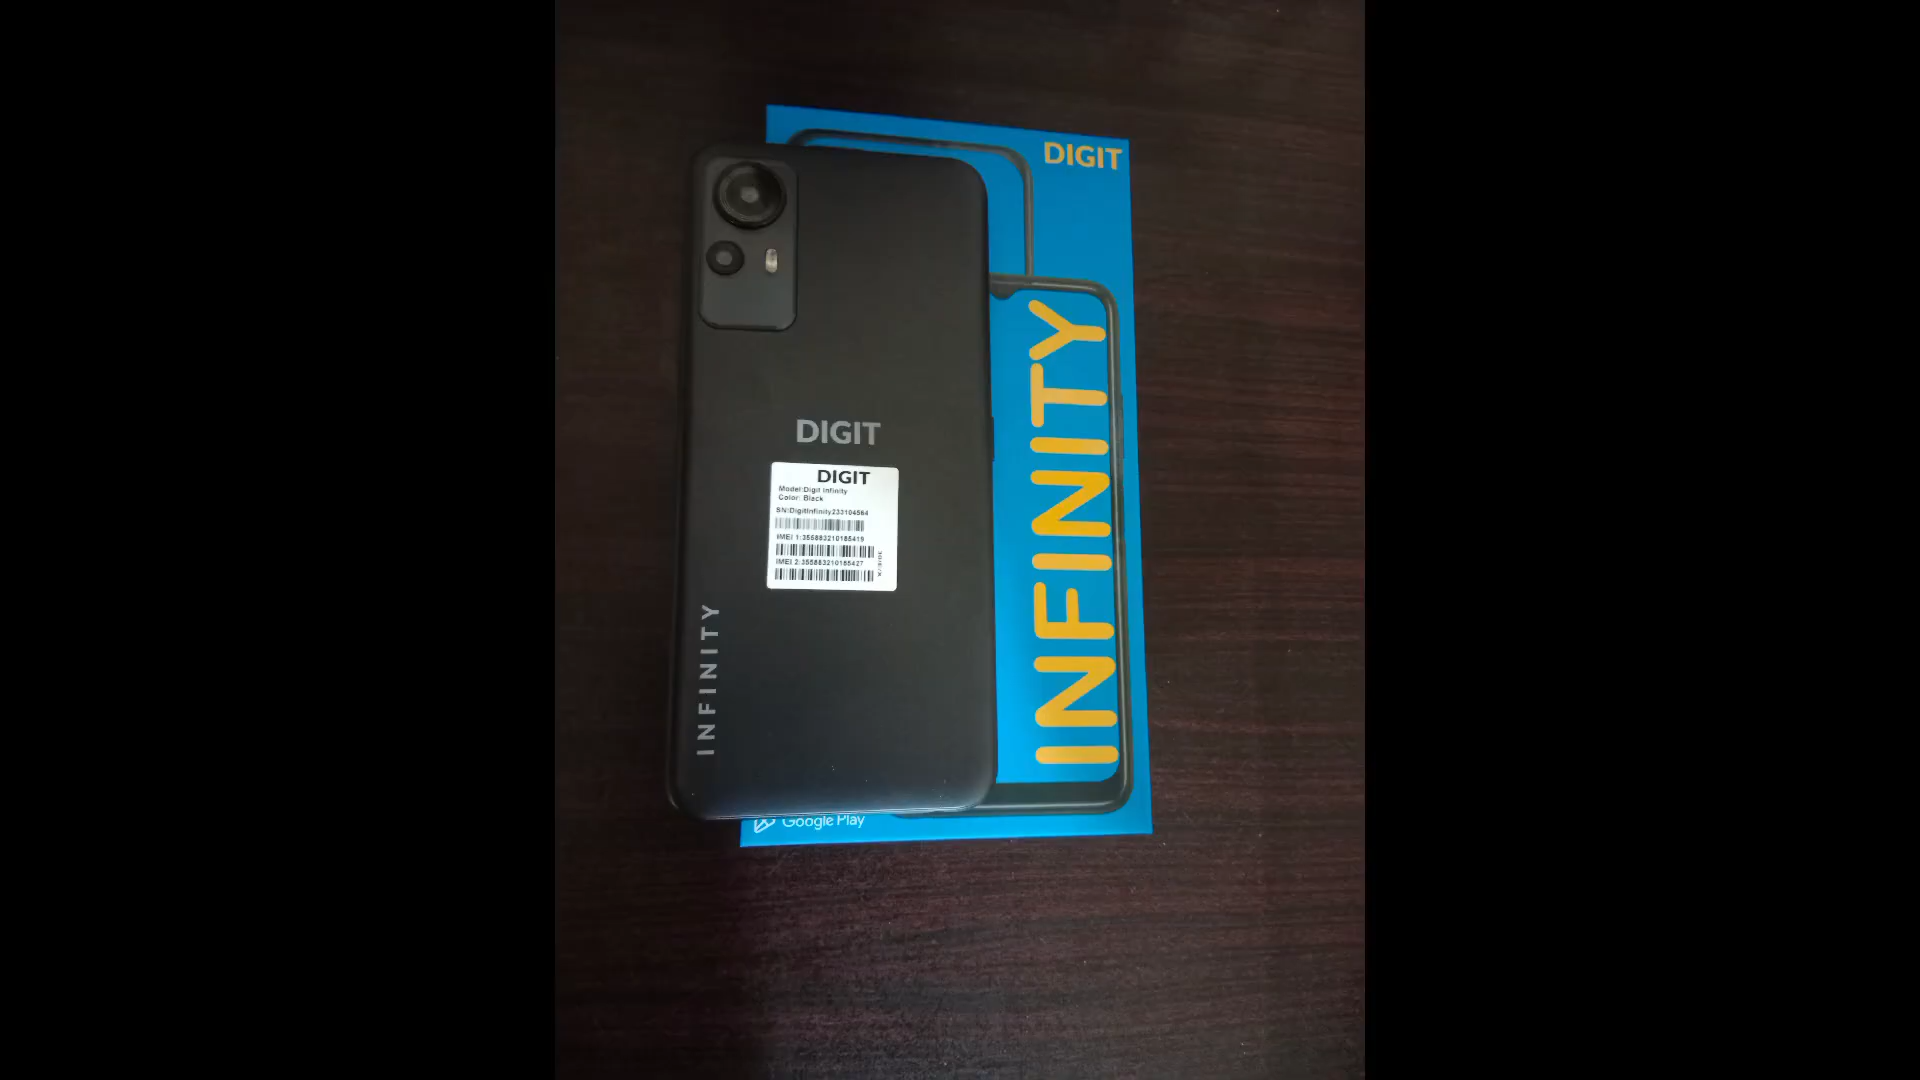 DIGIT
INFINITY
DIGIT
DIGIT
Model:Digit Infinity
Color: Black
SN:DigitInfinity233104564
IMEI 1:355883210185419
IMEI 2:355883210185427
INFINITY
Google Play